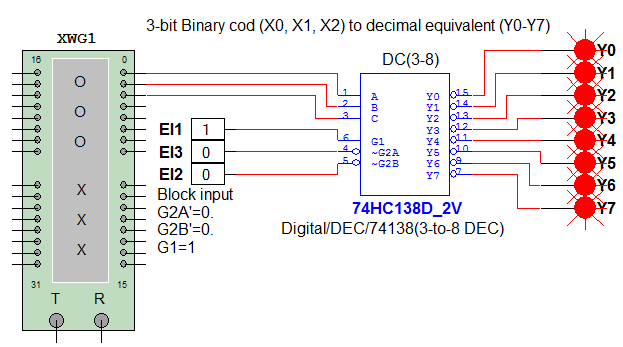 3-bit Binary cod (X0, X1, X2) to decimal equivalent (Y0-Y7)
XWG1
16 0
O
O
O
X
X
X
31 15
T R
EI1 1
EI3 0
EI2 0
Block input
G2A'=0.
G2B'=0.
G1=1
DC(3-8)
1 A Y0 15
2 B Y1 14
3 C Y2 13
Y3 12
6 G1 Y4 11
4 ~G2A Y5 10
5 ~G2B Y6 9
Y7 7
74HC138D_2V
Digital/DEC/74138(3-to-8 DEC)
Y0
Y1
Y2
Y3
Y4
Y5
Y6
Y7